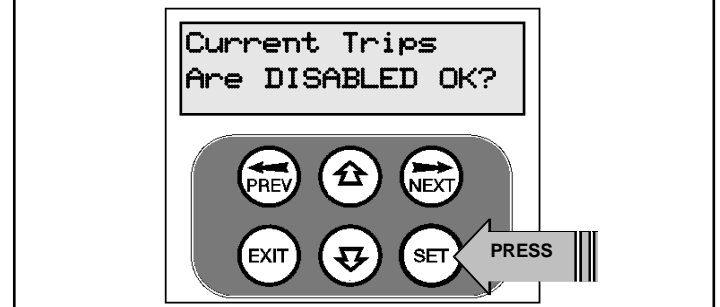 Current Trips
Are DISABLED OK?
PREV
NEXT
EXIT
SET
PRESS